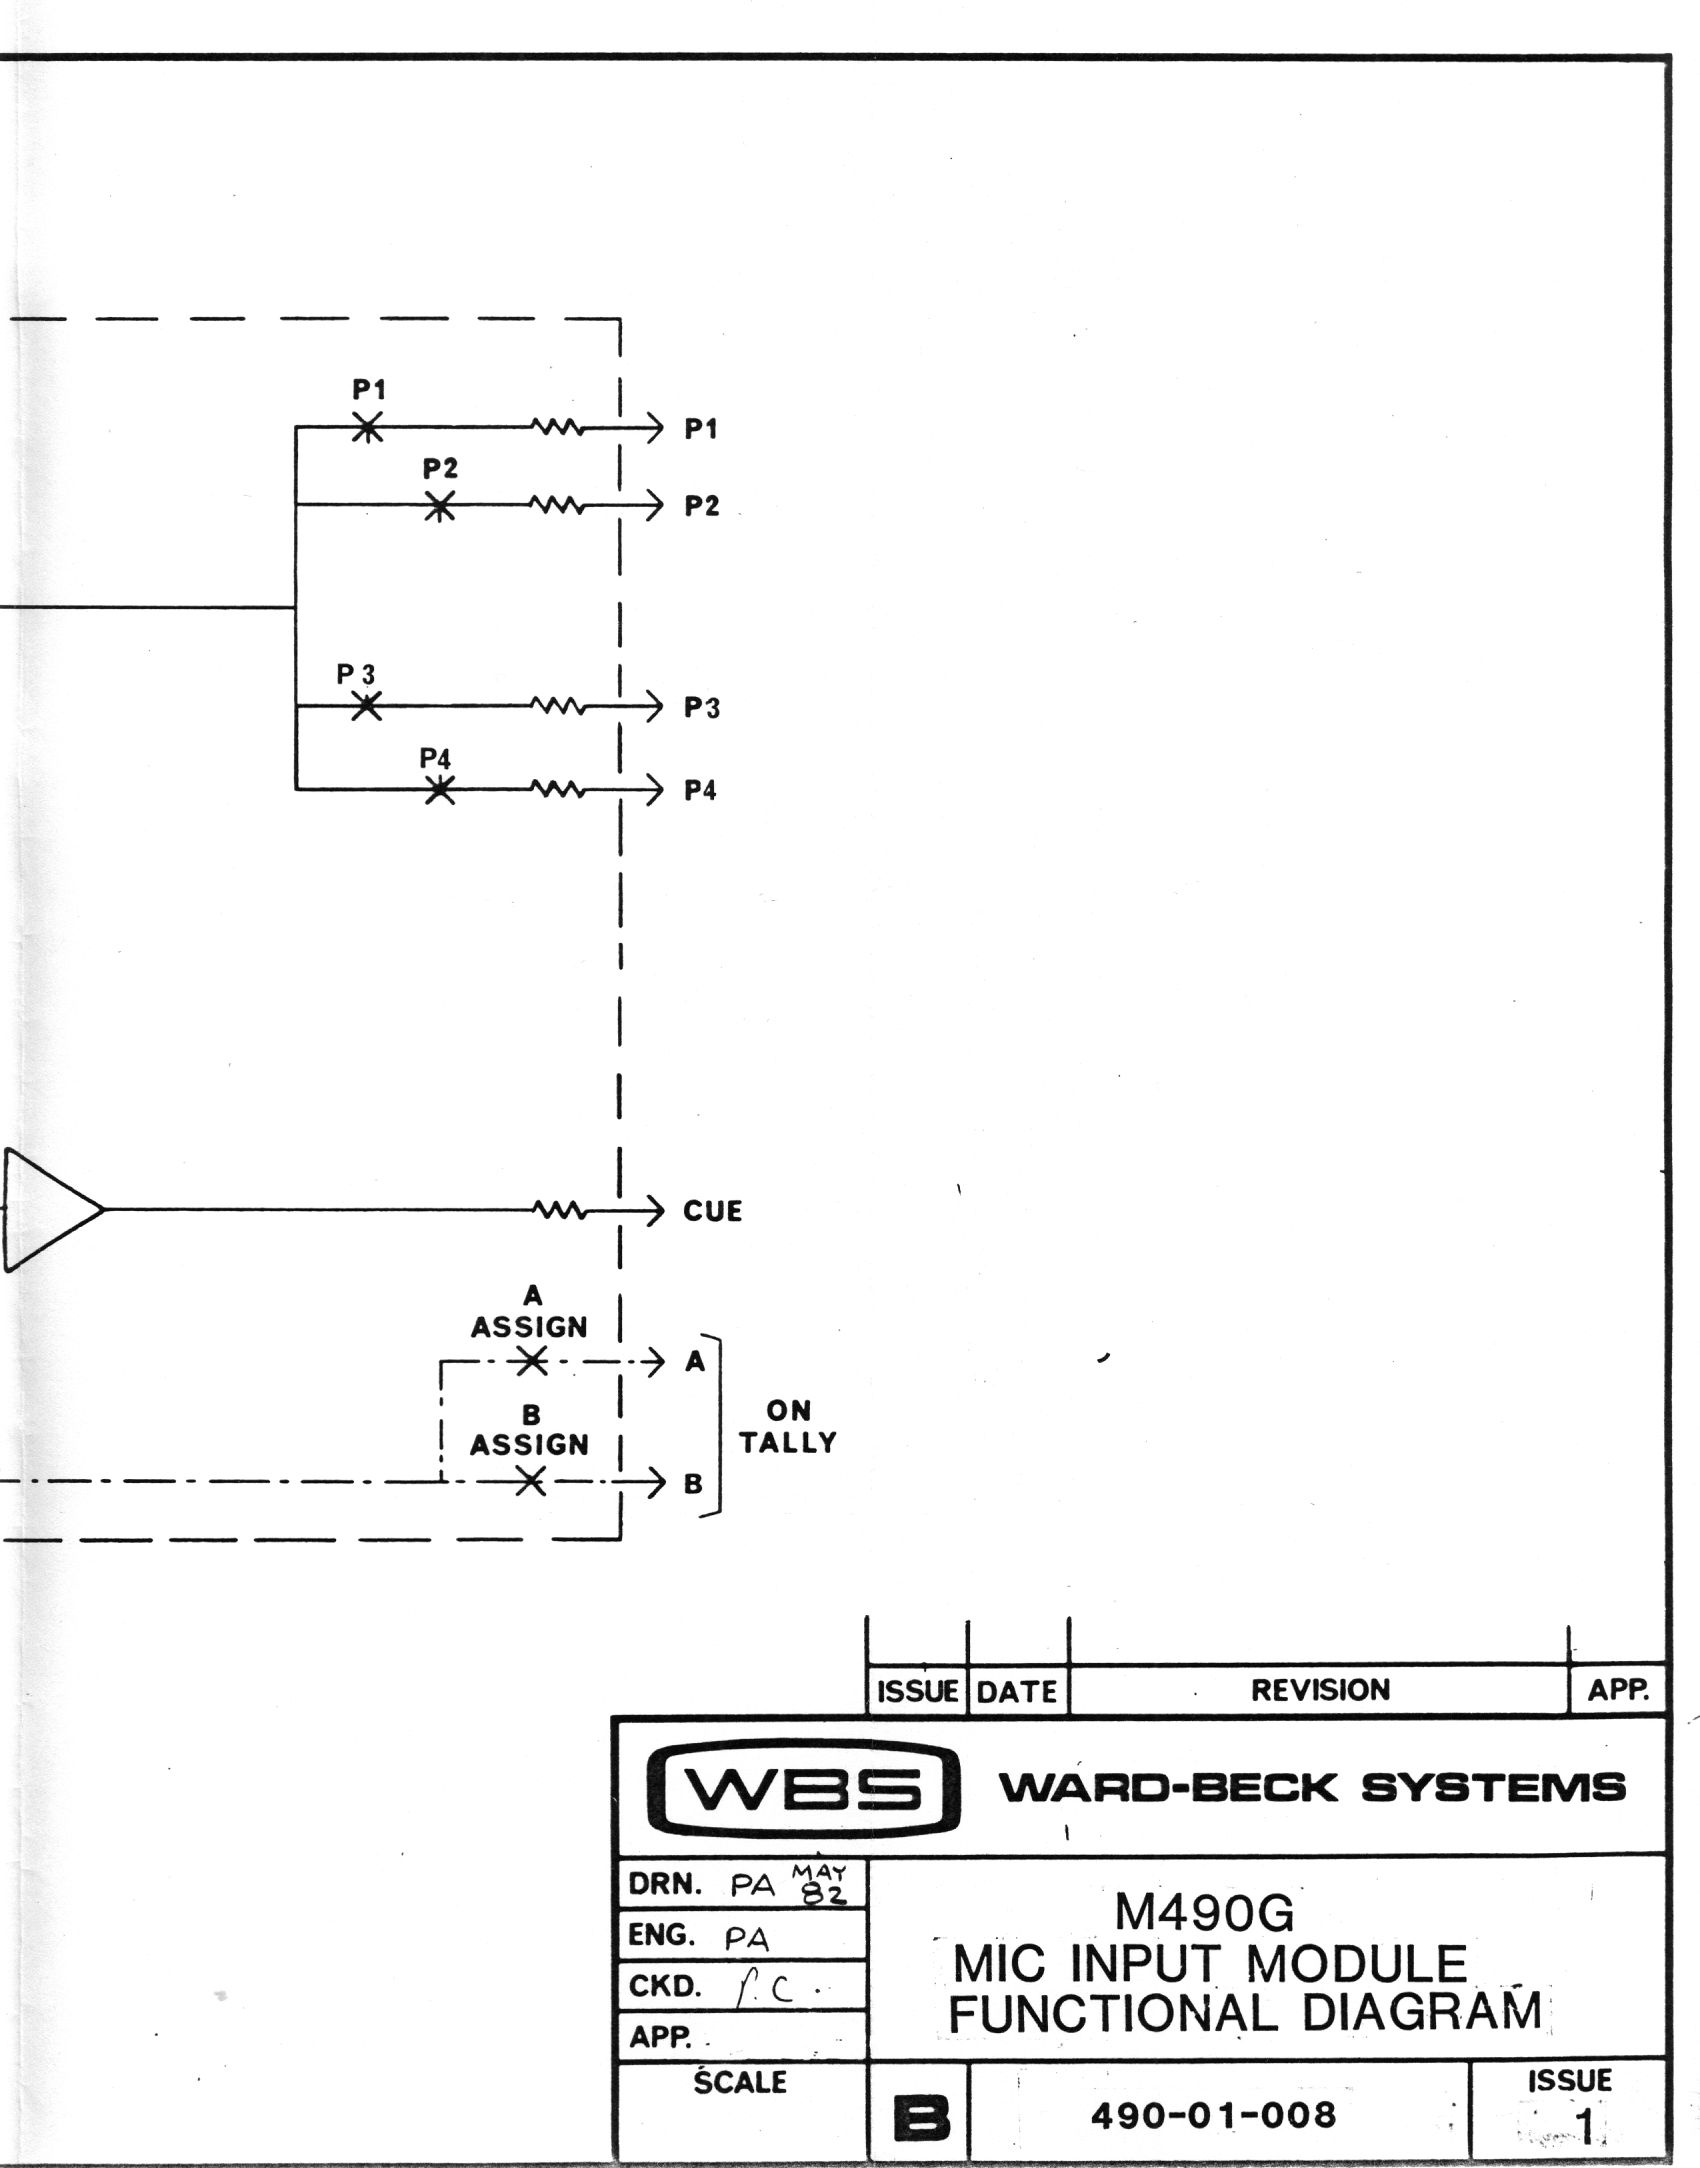 P1
P1
P2
P2
P 3
P3
P4
P4
CUE
A
ASSIGN
A
B
ASSIGN
B
ON
TALLY
ISSUE DATE REVISION APP.
WBS WARD-BECK SYSTEMS
DRN. PA MAY 82
ENG. PA
CKD. P.C.
APP.
SCALE
M490G
MIC INPUT MODULE
FUNCTIONAL DIAGRAM
B
490-01-008
ISSUE
1